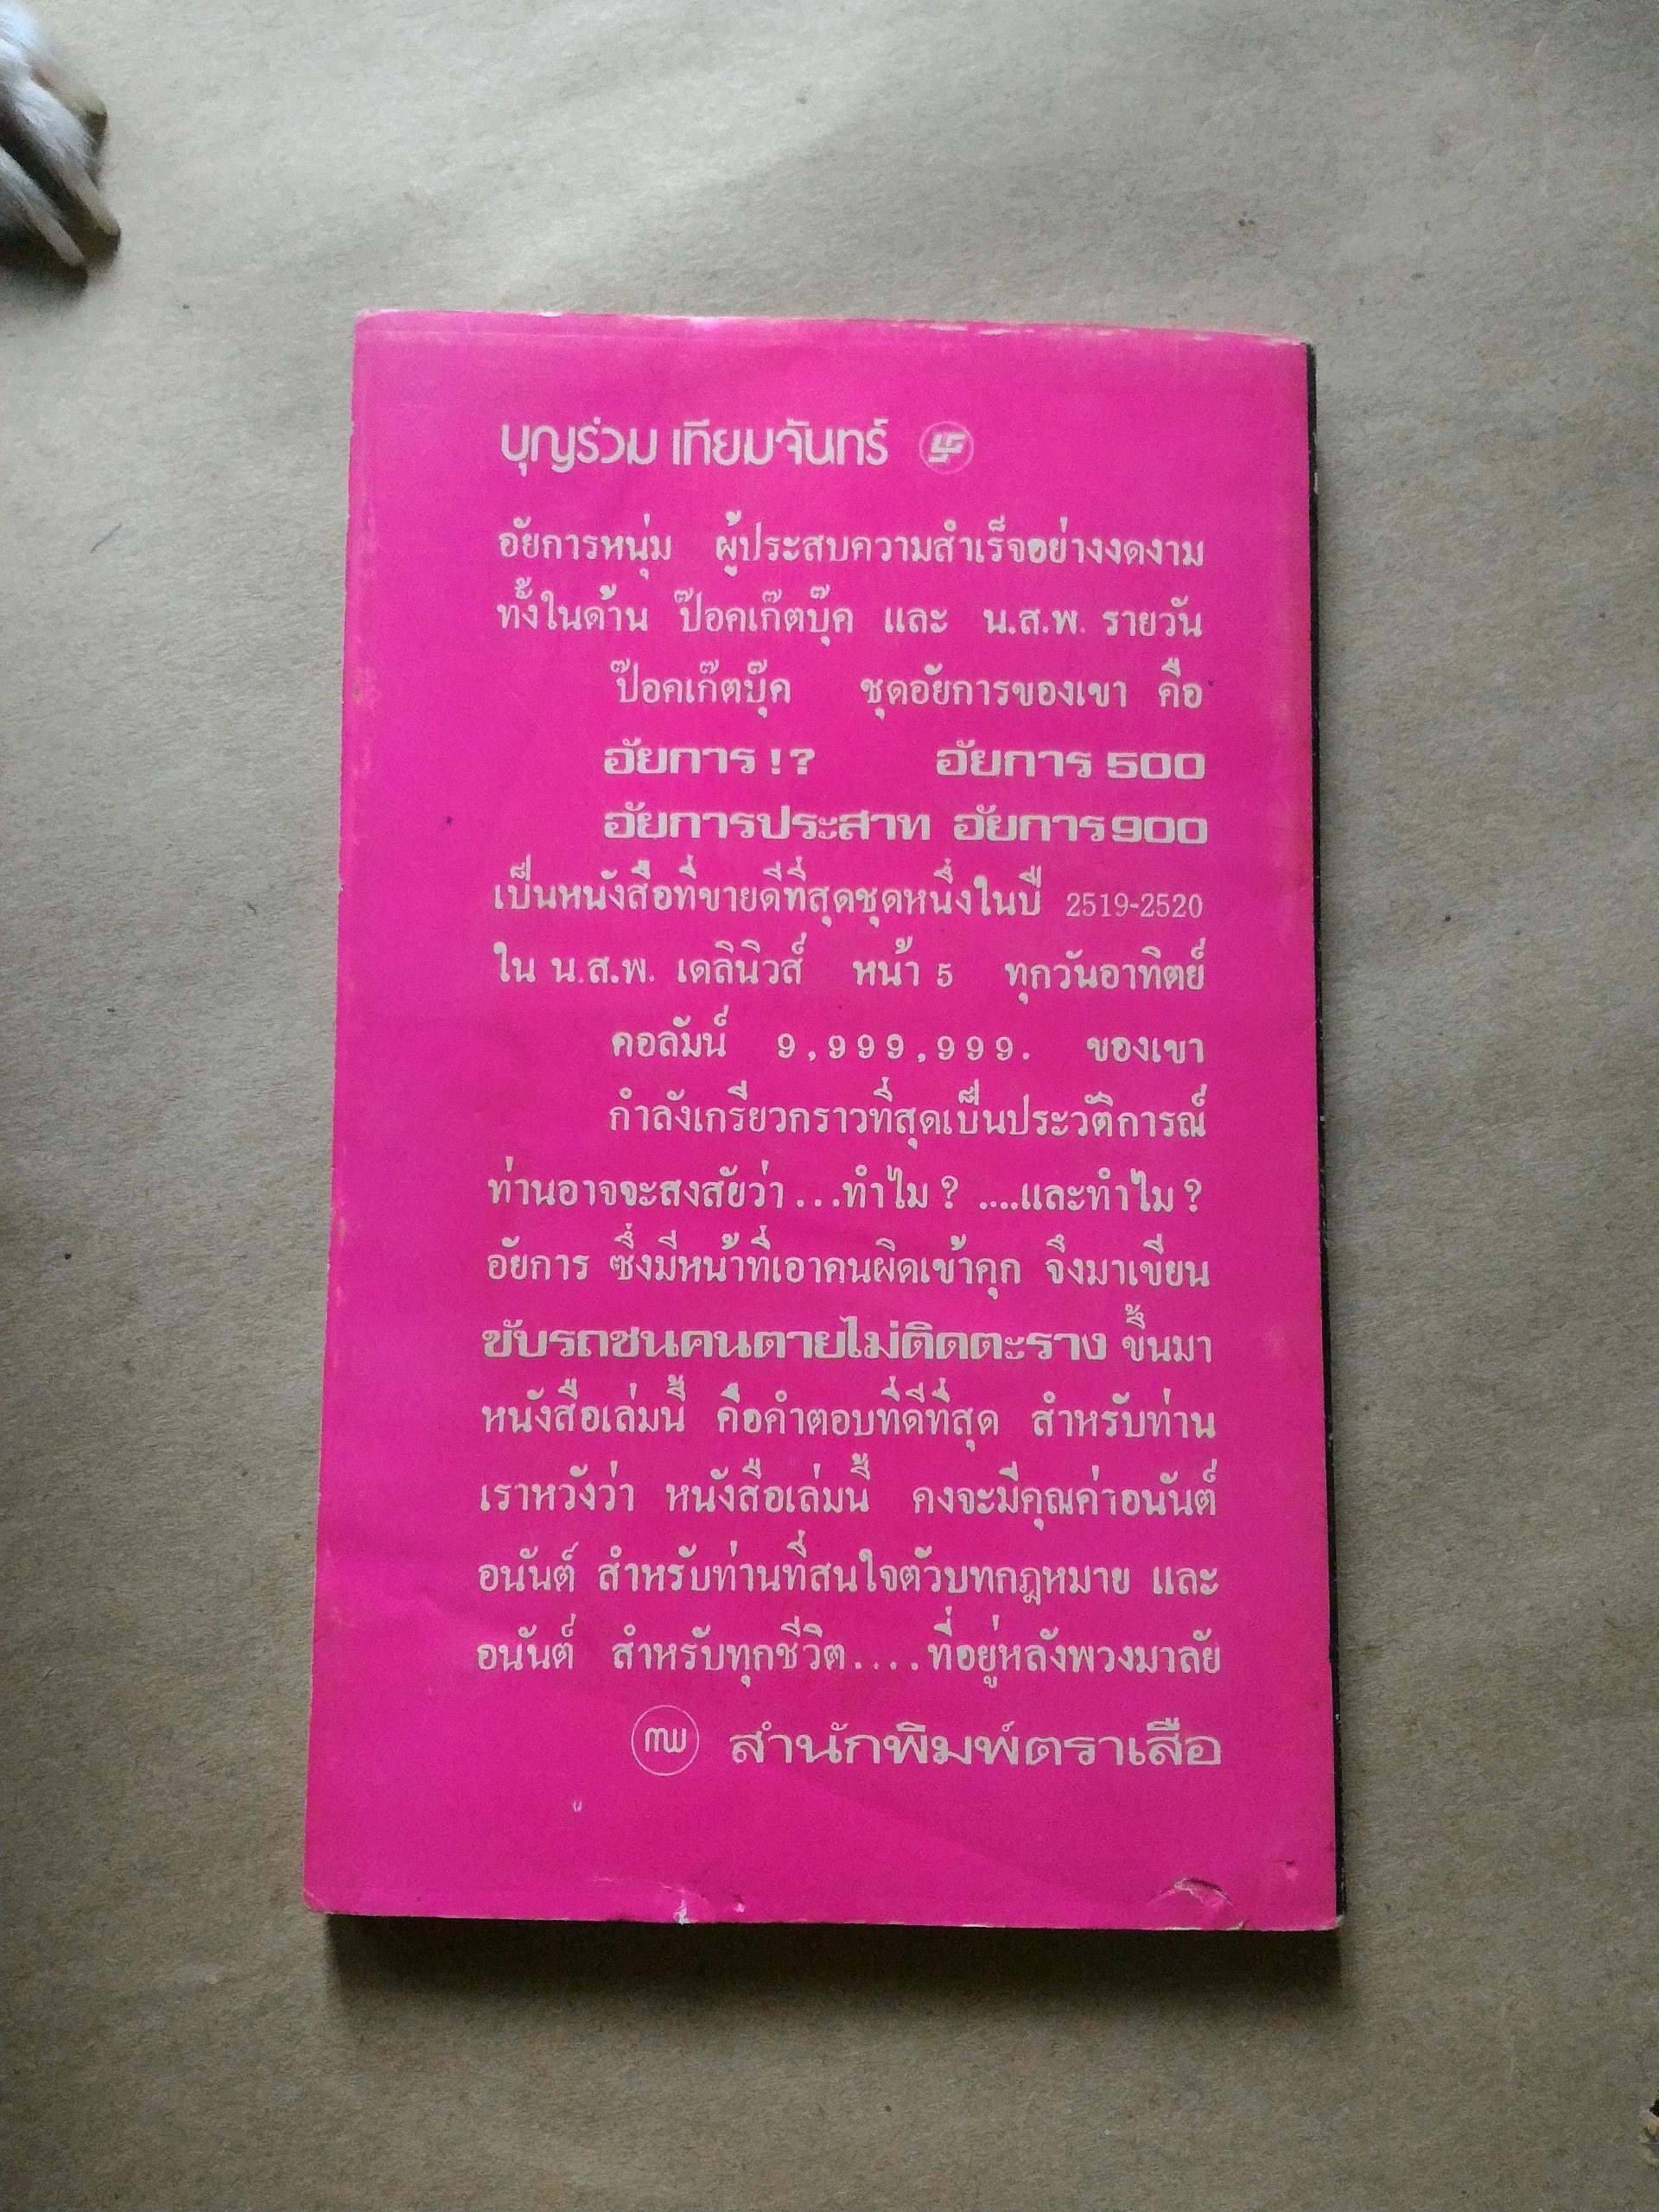 บุญร่วม เทียมจันทร์
อัยการหนุ่ม ผู้ประสบความสำเร็จอย่างงดงาม
ทั้งในด้าน ป๊อคเก๊ตบุ๊ค และ น.ส.พ. รายวัน
ป๊อคเก๊ตบุ๊ค ชุดอัยการของเขา คือ
อัยการ !? อัยการ 500
อัยการประสาท อัยการ 900
เป็นหนังสือที่ขายดีที่สุดชุดหนึ่งในปี 2519-2520
ใน น.ส.พ. เดลินิวส์ หน้า 5 ทุกวันอาทิตย์
คอลัมน์ 9,999,999. ของเขา
กำลังเกรียวกราวที่สุดเป็นประวัติการณ์
ท่านอาจจะสงสัยว่า...ทำไม ? ....และทำไม ?
อัยการ ซึ่งมีหน้าที่เอาคนผิดเข้าคุก จึงมาเขียน
ขับรถชนคนตายไม่ติดตะราง ขึ้นมา
หนังสือเล่มนี้ คือคำตอบที่ดีที่สุด สำหรับท่าน
เราหวังว่า หนังสือเล่มนี้ คงจะมีคุณค่าอนันต์
อนันต์ สำหรับท่านที่สนใจตัวบทกฎหมาย และ
อนันต์ สำหรับทุกชีวิต....ที่อยู่หลังพวงมาลัย
สำนักพิมพ์ตราเสือ